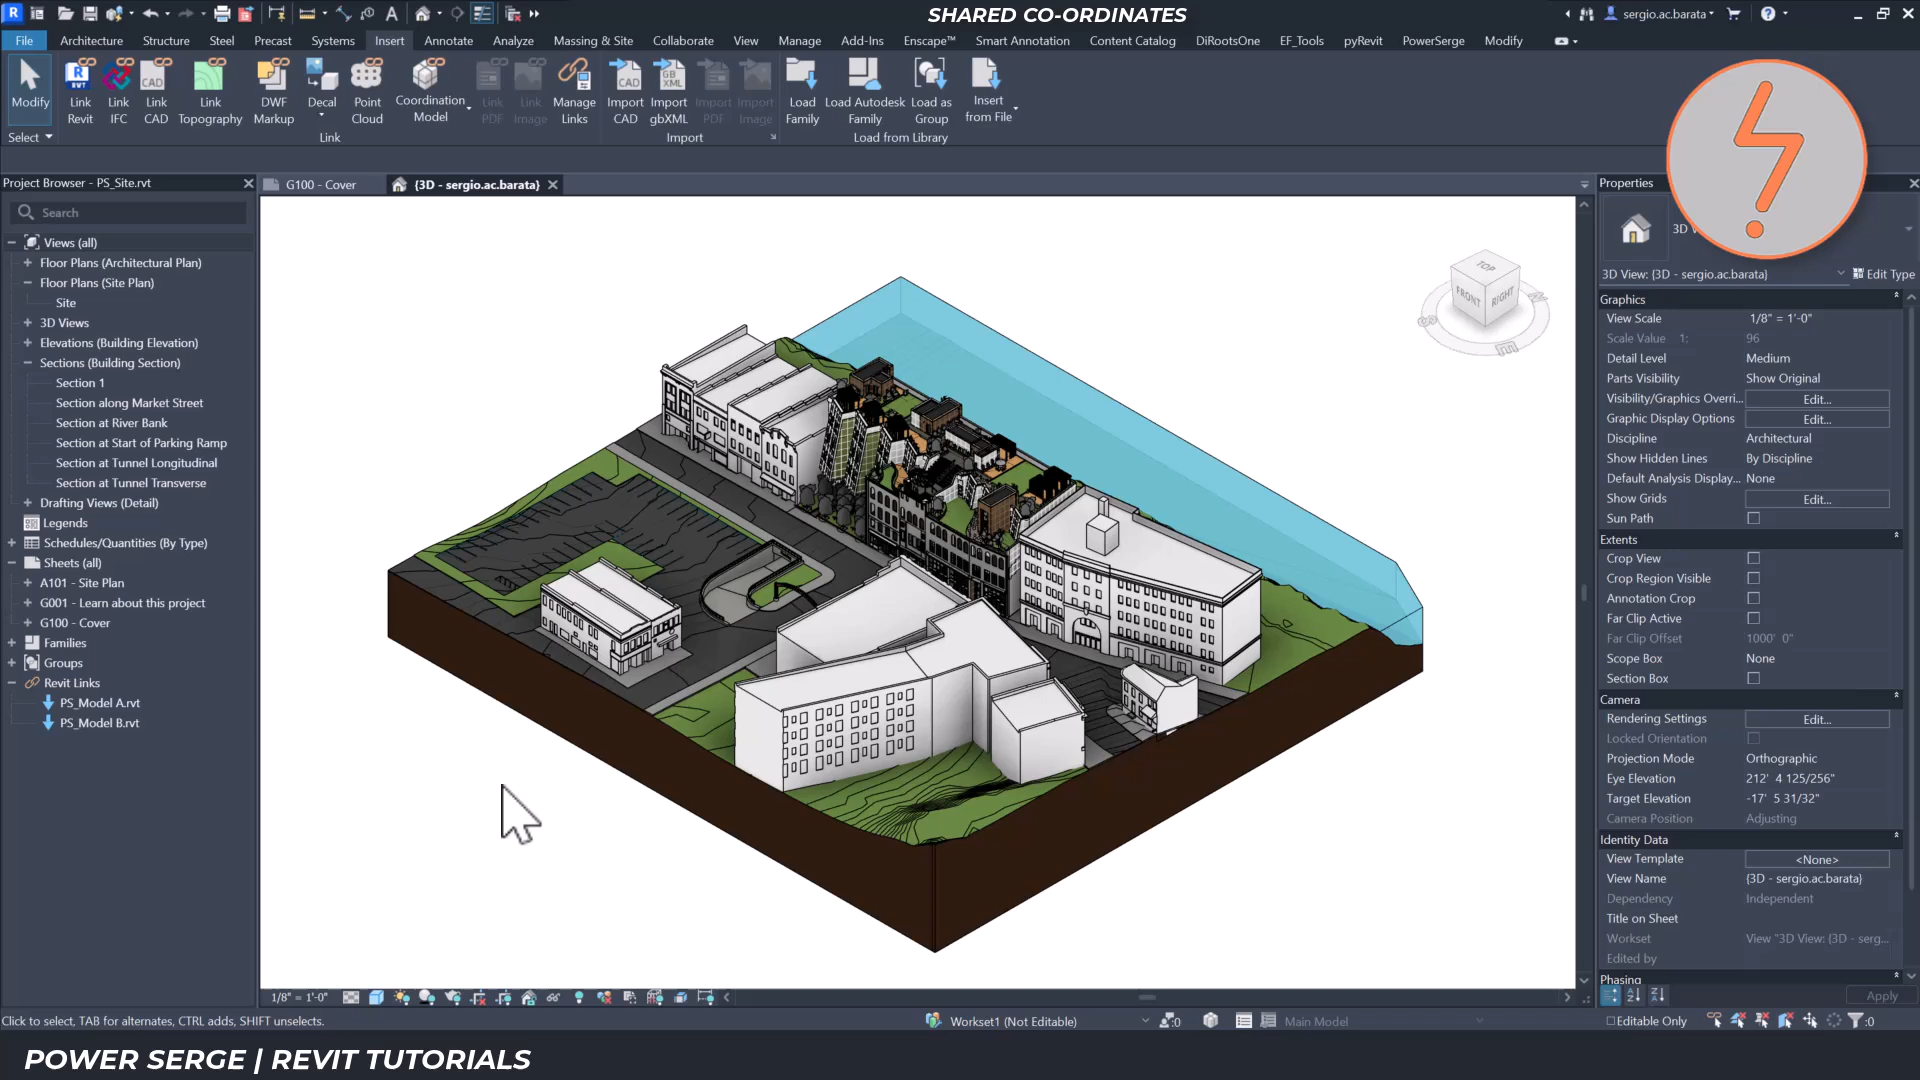 SHARED CO-ORDINATES
sergio.ac.barata
File Architecture Structure Steel Precast Systems Insert Annotate Analyze Massing & Site Collaborate View Manage Add-Ins Enscape™ Smart Annotation Content Catalog DiRootsOne EF_Tools pyRevit PowerSerge Modify
Modify
Link Revit
Link IFC
Link CAD
Link Topography
DWF Markup
Decal
Point Cloud
Coordination Model
Link PDF
Link Image
Manage Links
Import CAD
Import gbXML
Import PDF
Import Image
Load Family
Load Autodesk Family
Load as Group
Insert from File
Select Link Import Load from Library
Project Browser - PS_Site.rvt
Search
Views (all)
Floor Plans (Architectural Plan)
Floor Plans (Site Plan)
Site
3D Views
Elevations (Building Elevation)
Sections (Building Section)
Section 1
Section along Market Street
Section at River Bank
Section at Start of Parking Ramp
Section at Tunnel Longitudinal
Section at Tunnel Transverse
Drafting Views (Detail)
Legends
Schedules/Quantities (By Type)
Sheets (all)
A101 - Site Plan
G001 - Learn about this project
G100 - Cover
Families
Groups
Revit Links
PS_Model A.rvt
PS_Model B.rvt
G100 - Cover
{3D - sergio.ac.barata}
TOP
FRONT RIGHT
S E N
Properties
3D V
3D View: {3D - sergio.ac.barata} Edit Type
Graphics
View Scale 1/8" = 1'-0"
Scale Value 1: 96
Detail Level Medium
Parts Visibility Show Original
Visibility/Graphics Overri... Edit...
Graphic Display Options Edit...
Discipline Architectural
Show Hidden Lines By Discipline
Default Analysis Display... None
Show Grids Edit...
Sun Path
Extents
Crop View
Crop Region Visible
Annotation Crop
Far Clip Active
Far Clip Offset 1000' 0"
Scope Box None
Section Box
Camera
Rendering Settings Edit...
Locked Orientation
Projection Mode Orthographic
Eye Elevation 212' 4 125/256"
Target Elevation -17' 5 31/32"
Camera Position Adjusting
Identity Data
View Template <None>
View Name {3D - sergio.ac.barata}
Dependency Independent
Title on Sheet
Workset View "3D View: {3D - serg...
Edited by
Phasing
Apply
1/8" = 1'-0"
Click to select, TAB for alternates, CTRL adds, SHIFT unselects.
Workset1 (Not Editable)
:0
Main Model
Editable Only
:0
POWER SERGE | REVIT TUTORIALS